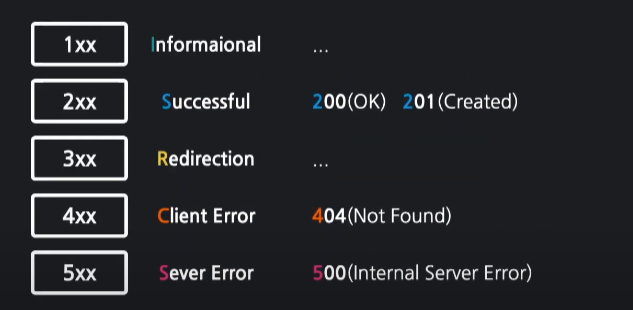 1xx Informaional ...
2xx Successful 200(OK) 201(Created)
3xx Redirection ...
4xx Client Error 404(Not Found)
5xx Sever Error 500(Internal Server Error)